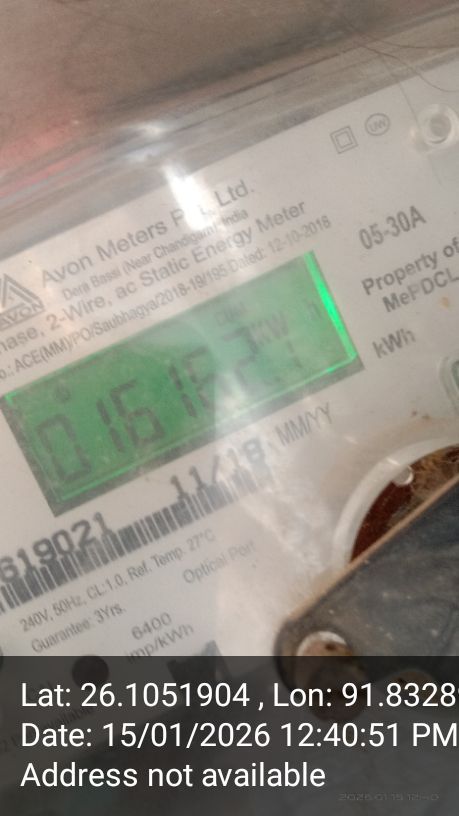 UW
Avon Meters P Ltd.
Dera Bassi (Near Chandigarh) India
AVON
hase, 2-Wire, ac Static Energy Meter
o.: ACE(MM)/PO/Saubhagya/2018-19/195 Dated: 12-10-2018
05-30A
Property of
MePDCL
kWh
kW h
11/18 MM/YY
619021
240V, 50Hz, CL:1.0, Ref. Temp. 27°C
Guarantee: 3Yrs.
Optical Port
6400
imp/kWh
Lat: 26.1051904 , Lon: 91.8328
Date: 15/01/2026 12:40:51 PM
Address not available